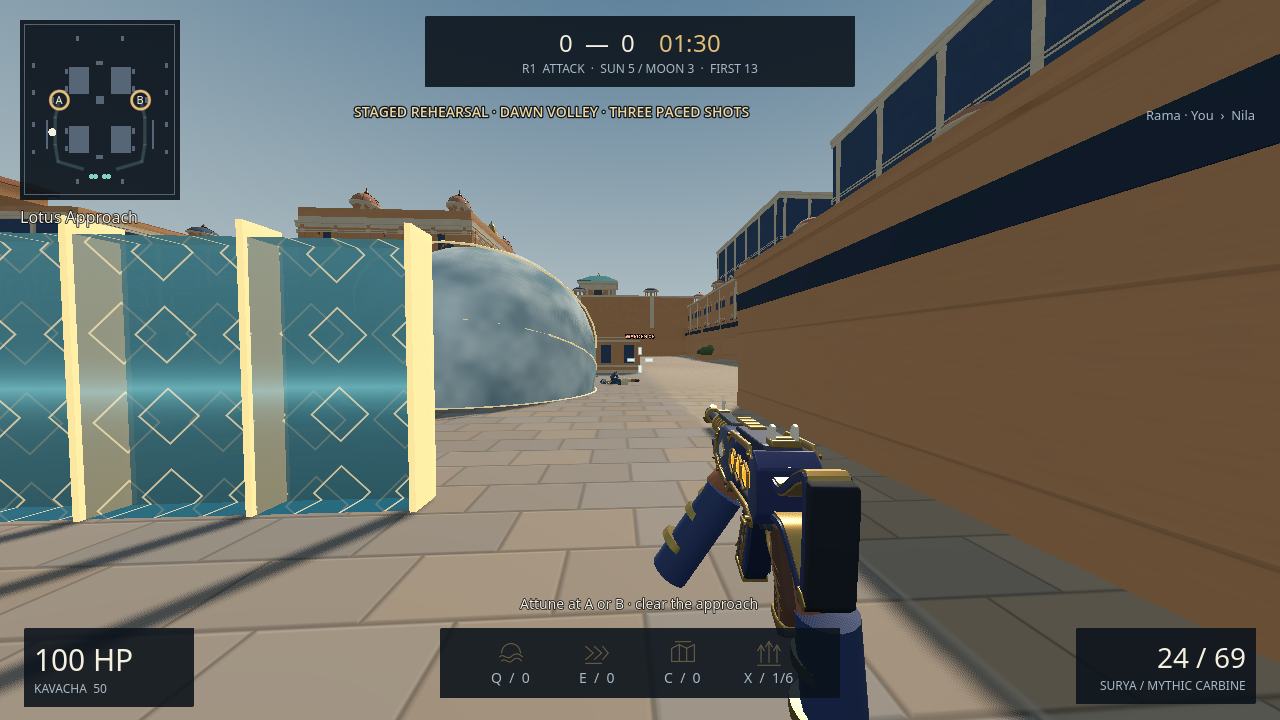 0 — 0 01:30
R1 ATTACK · SUN 5 / MOON 3 · FIRST 13
STAGED REHEARSAL · DAWN VOLLEY · THREE PACED SHOTS
Rama · You › Nila
A
B
Lotus Approach
Attune at A or B · clear the approach
100 HP
KAVACHA 50
Q / 0
E / 0
C / 0
X / 1/6
24 / 69
SURYA / MYTHIC CARBINE